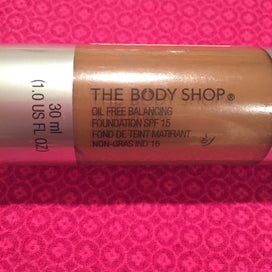 30 ml
(1.0 US FL OZ)
THE BODY SHOP®
OIL FREE BALANCING
FOUNDATION SPF 15
FOND DE TEINT MATIFIANT
NON-GRAS IND 15